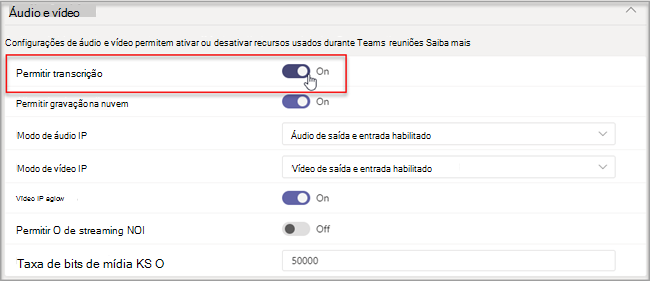 Áudio e vídeo
Configurações de áudio e vídeo permitem ativar ou desativar recursos usados durante Teams reuniões Saiba mais
Permitir transcrição On
Permitir gravaçãona nuvem On
Modo de áudio IP Áudio de saída e entrada habilitado
Modo de vídeo IP Vídeo de saída e entrada habilitado
Vídeo IP aglow On
Permitir O de streaming NOI Off
Taxa de bits de mídia KS O 50000